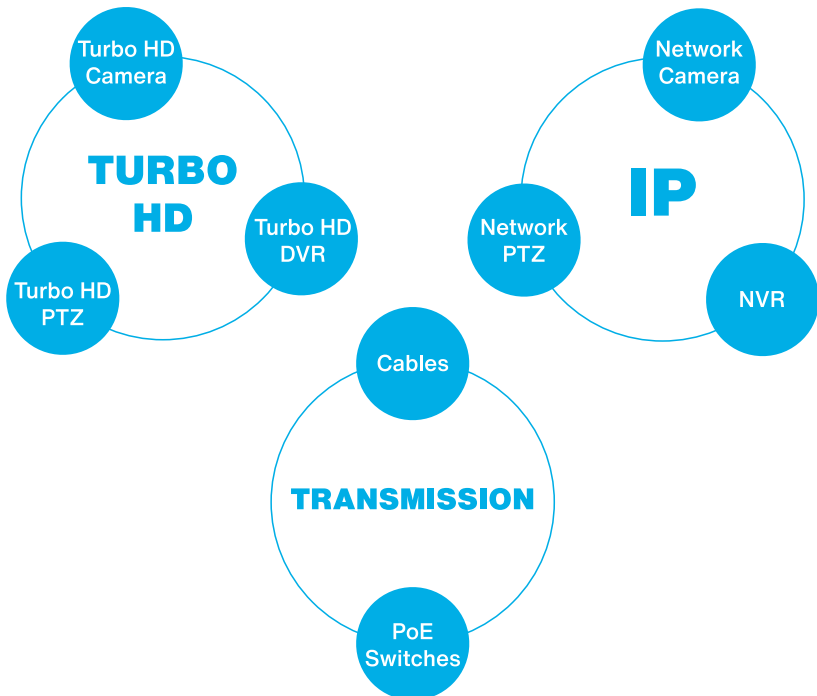 Turbo HD
Camera
TURBO
HD
Turbo HD
DVR
Turbo HD
PTZ
Network
Camera
IP
Network
PTZ
NVR
Cables
TRANSMISSION
PoE
Switches